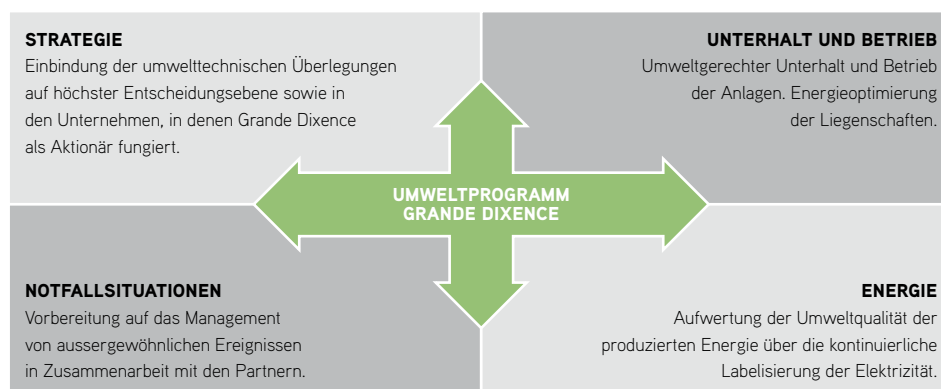 STRATEGIE
Einbindung der umwelttechnischen Überlegungen
auf höchster Entscheidungsebene sowie in
den Unternehmen, in denen Grande Dixence
als Aktionär fungiert.
UNTERHALT UND BETRIEB
Umweltgerechter Unterhalt und Betrieb
der Anlagen. Energieoptimierung
der Liegenschaften.
UMWELTPROGRAMM
GRANDE DIXENCE
NOTFALLSITUATIONEN
Vorbereitung auf das Management
von aussergewöhnlichen Ereignissen
in Zusammenarbeit mit den Partnern.
ENERGIE
Aufwertung der Umweltqualität der
produzierten Energie über die kontinuierliche
Labelisierung der Elektrizität.